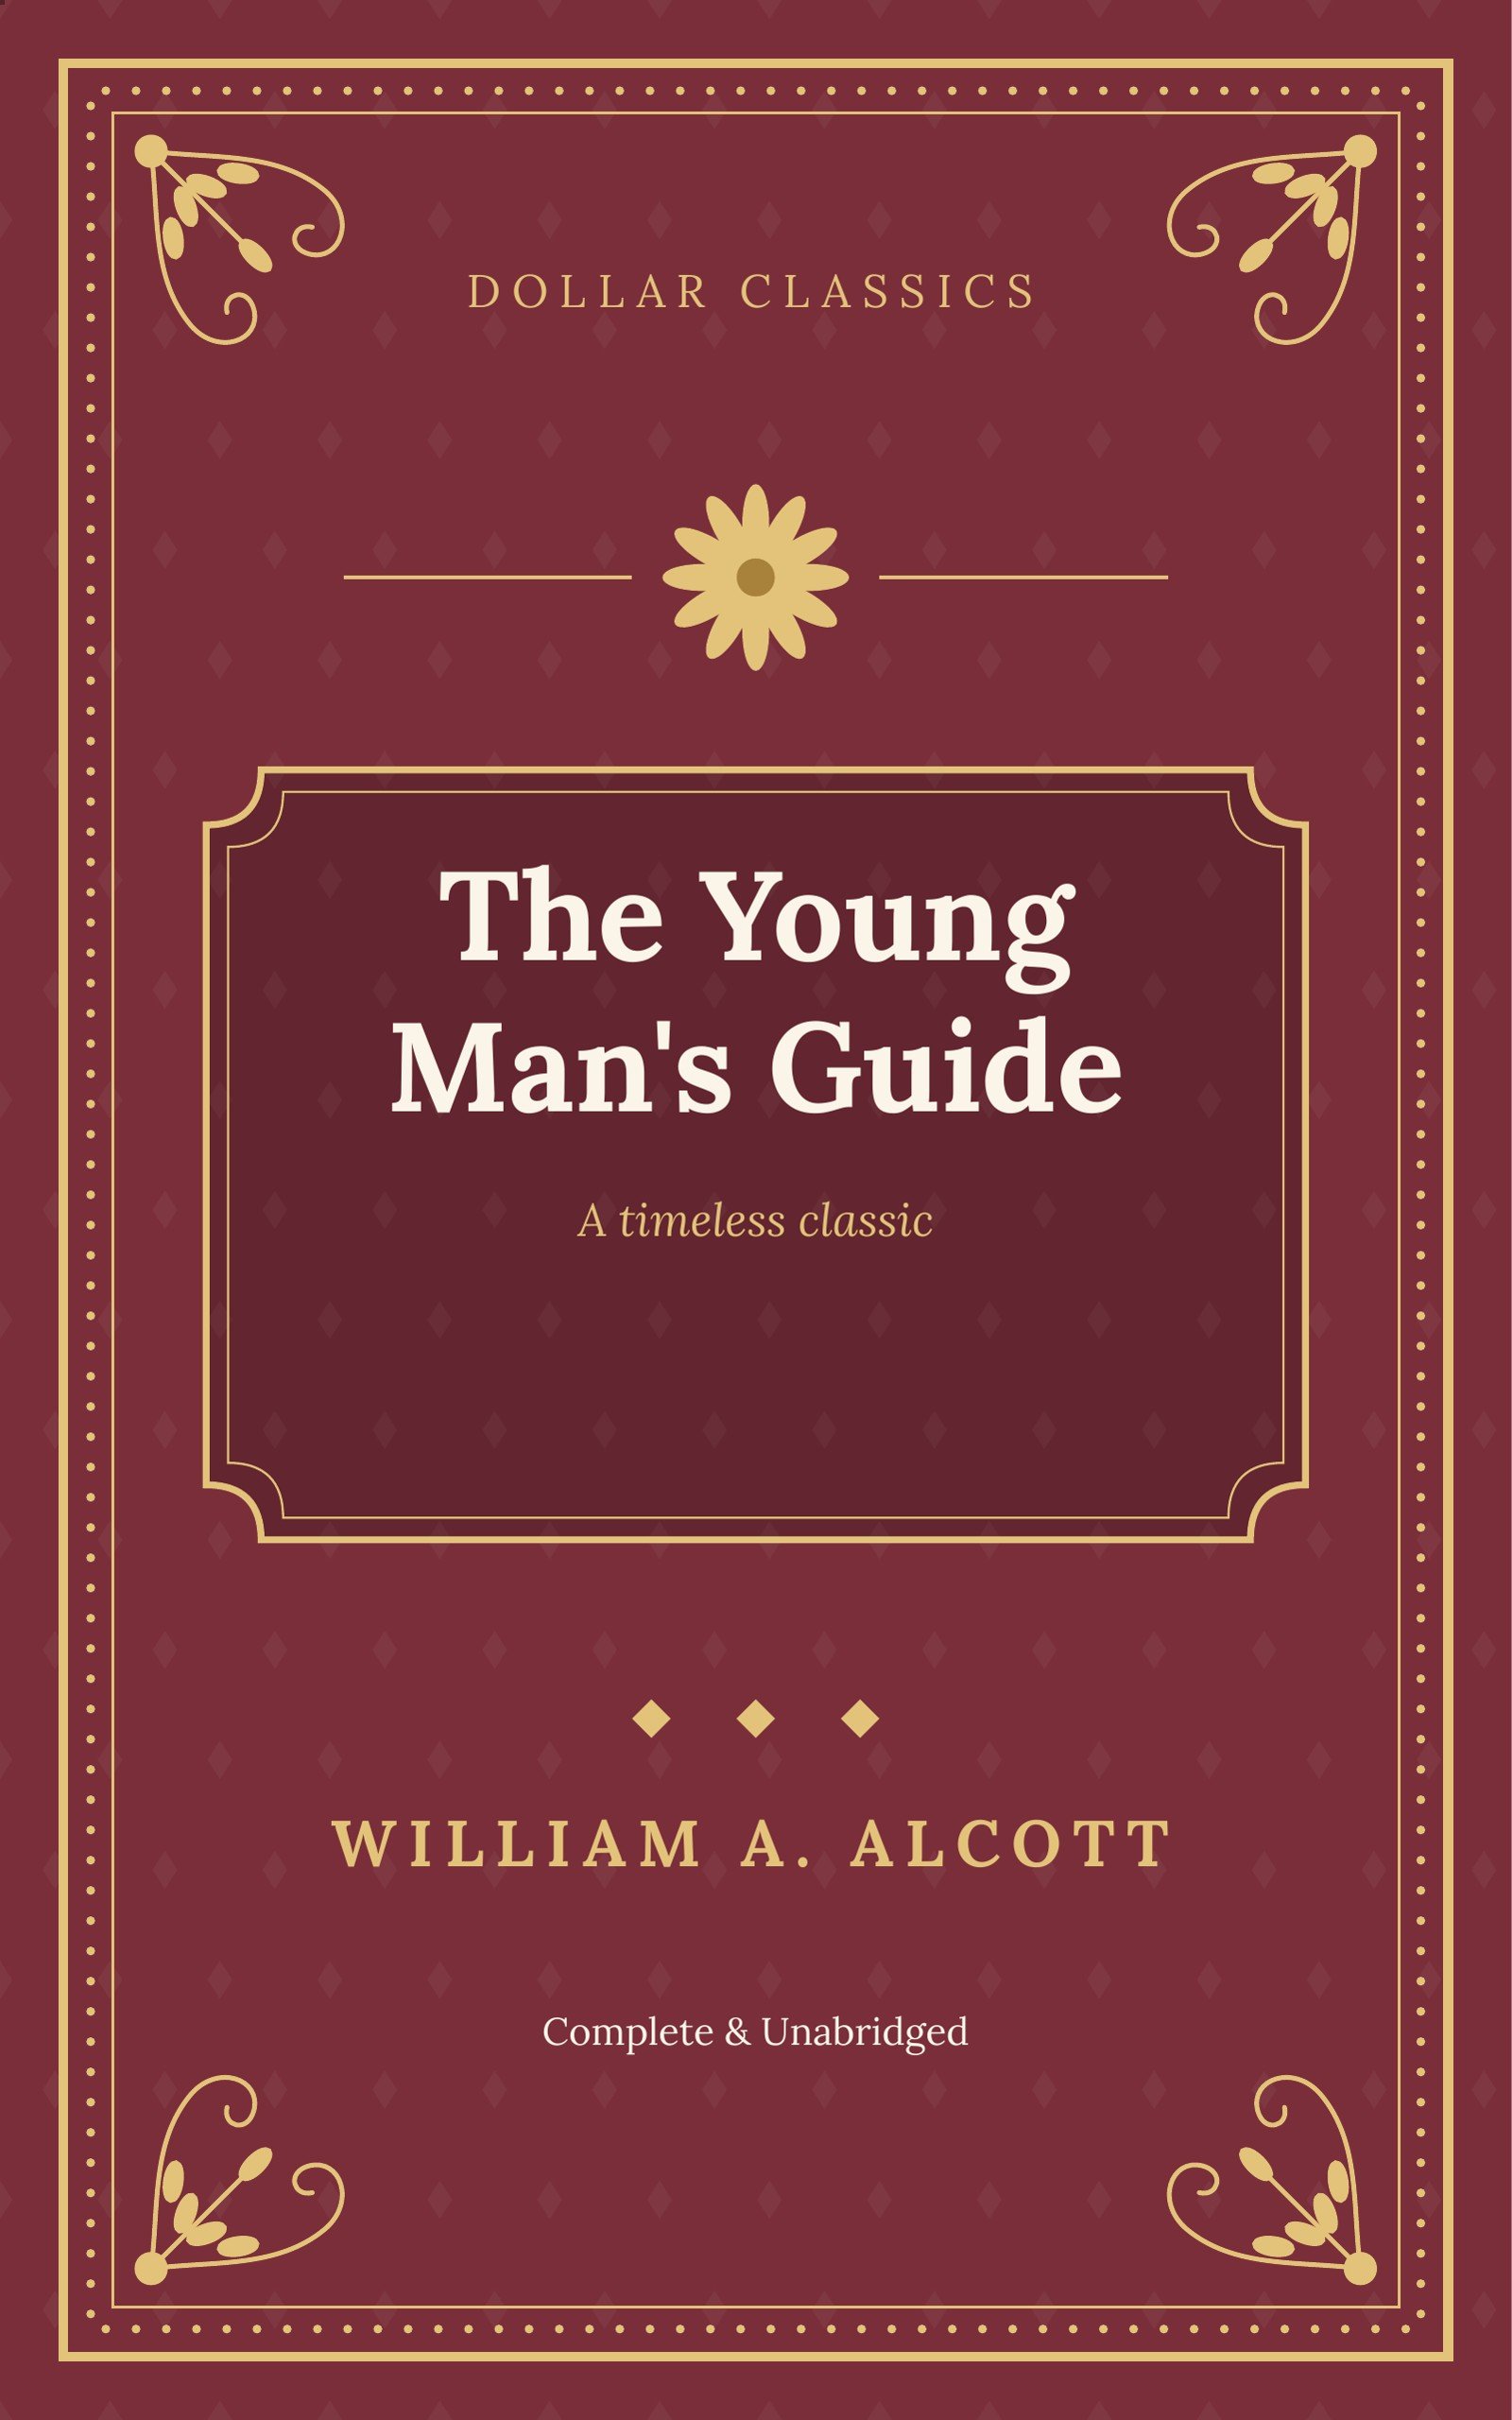 DOLLAR CLASSICS
The Young
Man's Guide
A timeless classic
WILLIAM A. ALCOTT
Complete & Unabridged